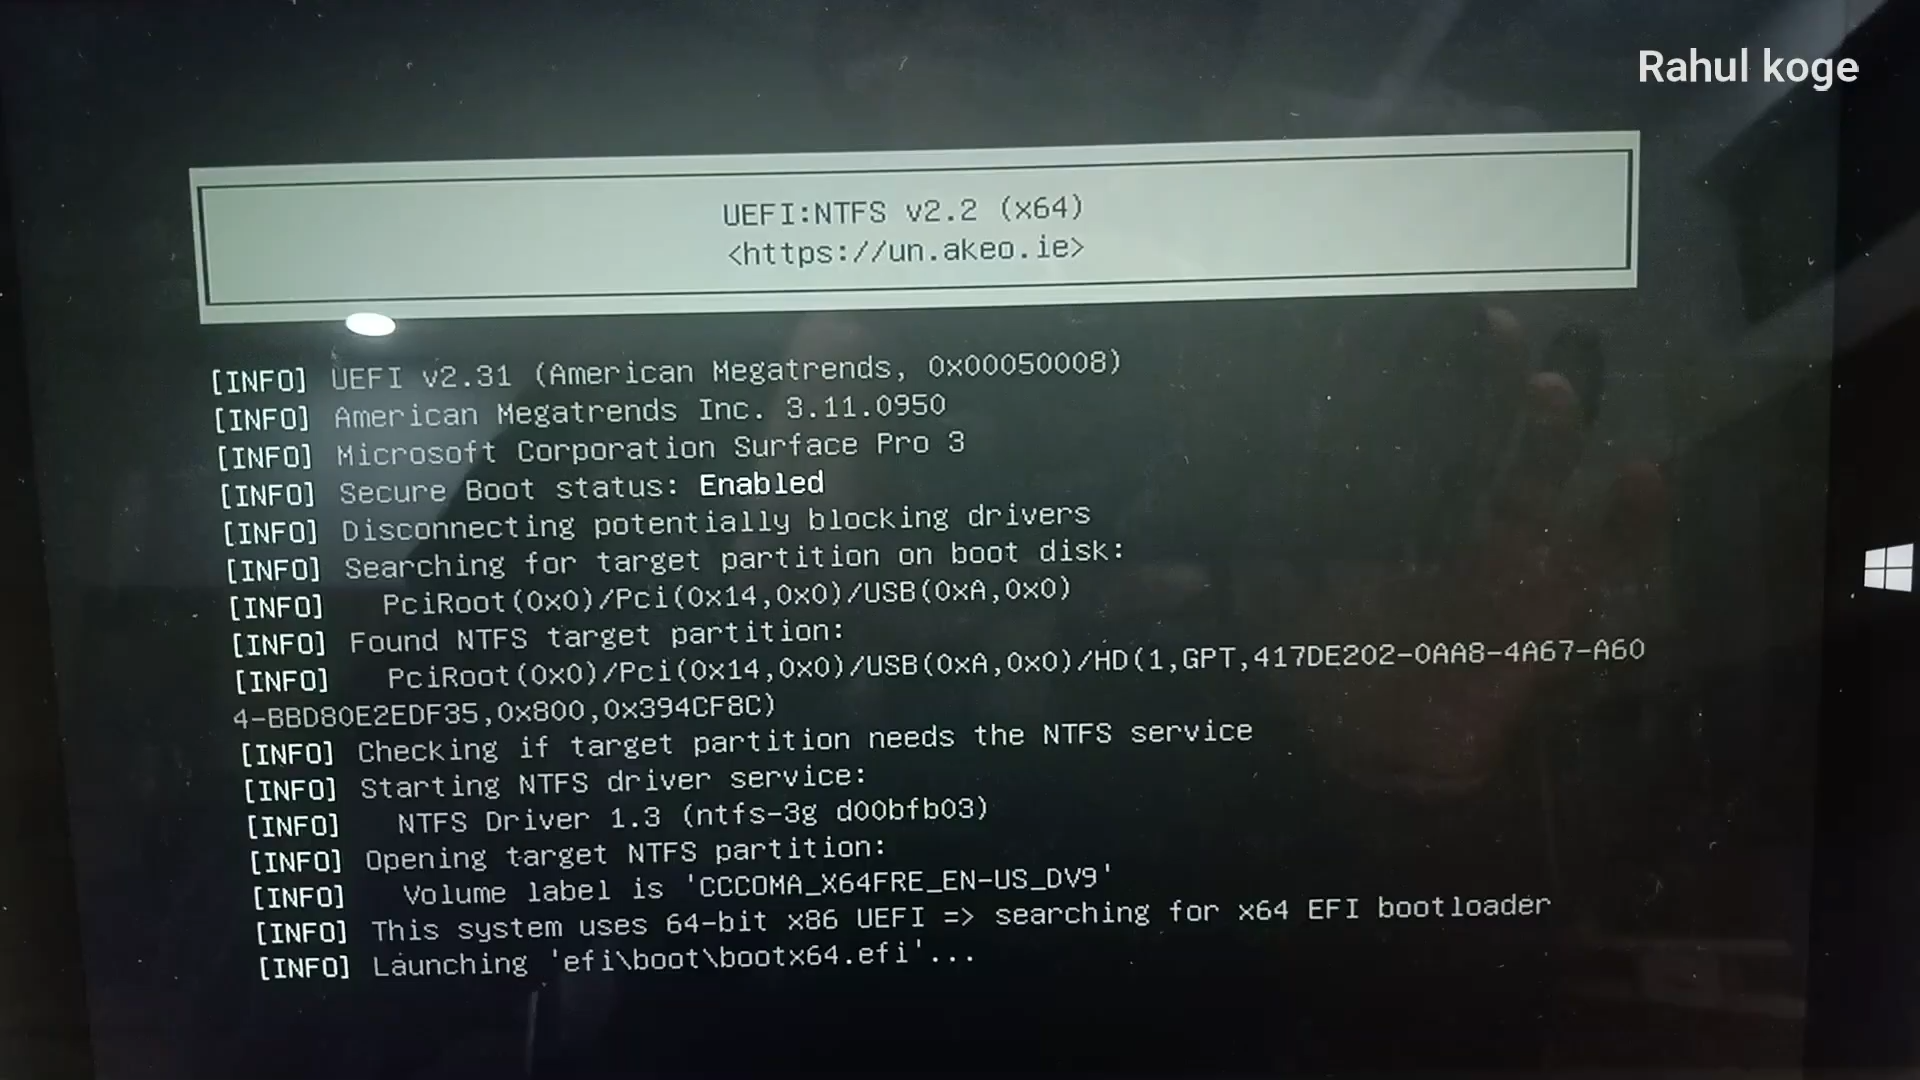 Rahul koge
UEFI:NTFS v2.2 (x64)
<https://un.akeo.ie>
[INFO] UEFI v2.31 (American Megatrends, 0x00050008)
[INFO] American Megatrends Inc. 3.11.0950
[INFO] Microsoft Corporation Surface Pro 3
[INFO] Secure Boot status: Enabled
[INFO] Disconnecting potentially blocking drivers
[INFO] Searching for target partition on boot disk:
[INFO]   PciRoot(0x0)/Pci(0x14,0x0)/USB(0xA,0x0)
[INFO] Found NTFS target partition:
[INFO]   PciRoot(0x0)/Pci(0x14,0x0)/USB(0xA,0x0)/HD(1,GPT,417DE202-0AA8-4A67-A60
4-BBD80E2EDF35,0x800,0x394CF8C)
[INFO] Checking if target partition needs the NTFS service
[INFO] Starting NTFS driver service:
[INFO]   NTFS Driver 1.3 (ntfs-3g d00bfb03)
[INFO] Opening target NTFS partition:
[INFO]   Volume label is 'CCCOMA_X64FRE_EN-US_DV9'
[INFO] This system uses 64-bit x86 UEFI => searching for x64 EFI bootloader
[INFO] Launching 'efi\boot\bootx64.efi'...